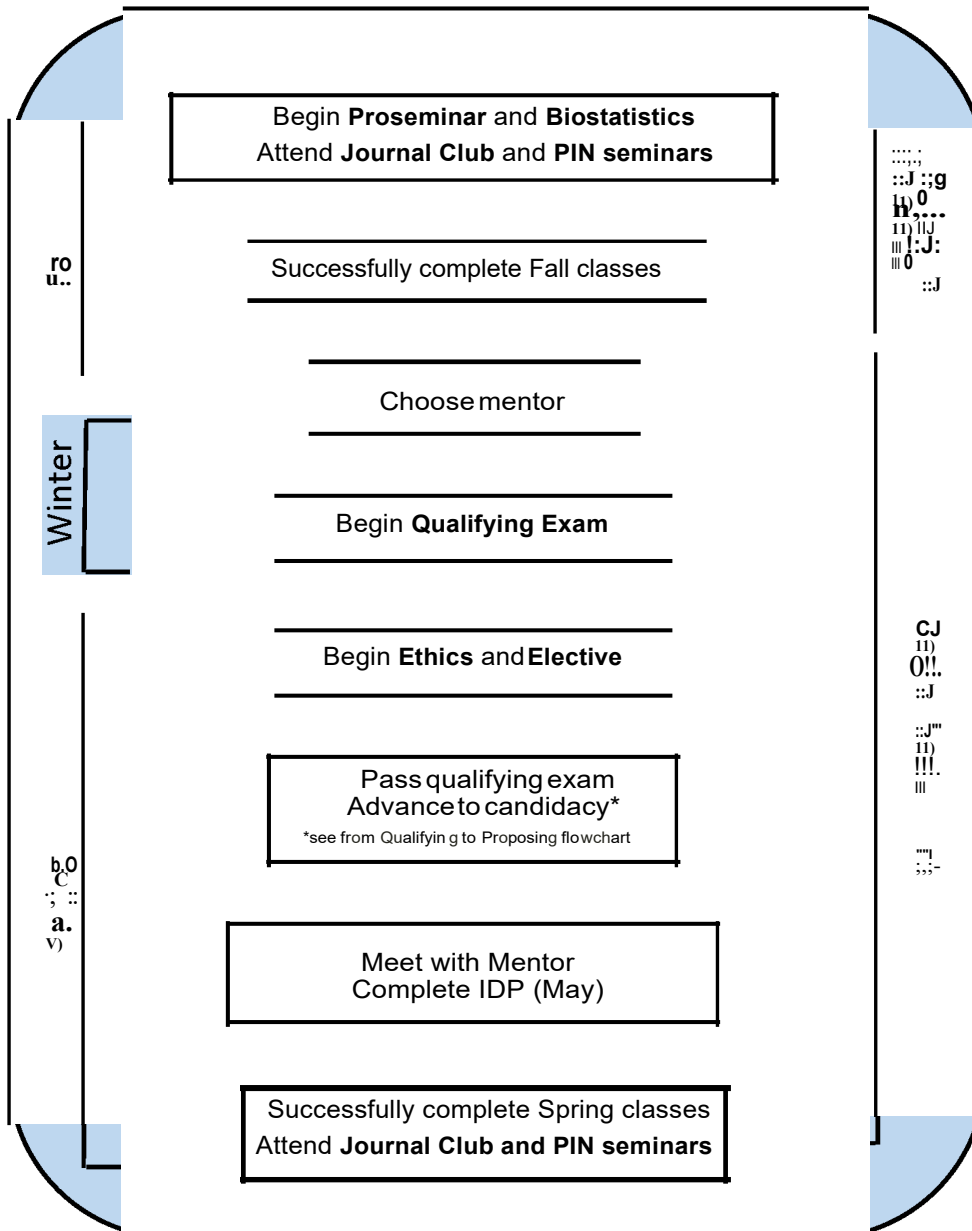 Begin Proseminar and Biostatistics
Attend Journal Club and PIN seminars
Successfully complete Fall classes
Choose mentor
Winter
Begin Qualifying Exam
Begin Ethics and Elective
Pass qualifying exam
Advance to candidacy*
*see from Qualifying to Proposing flowchart
Meet with Mentor
Complete IDP (May)
Successfully complete Spring classes
Attend Journal Club and PIN seminars